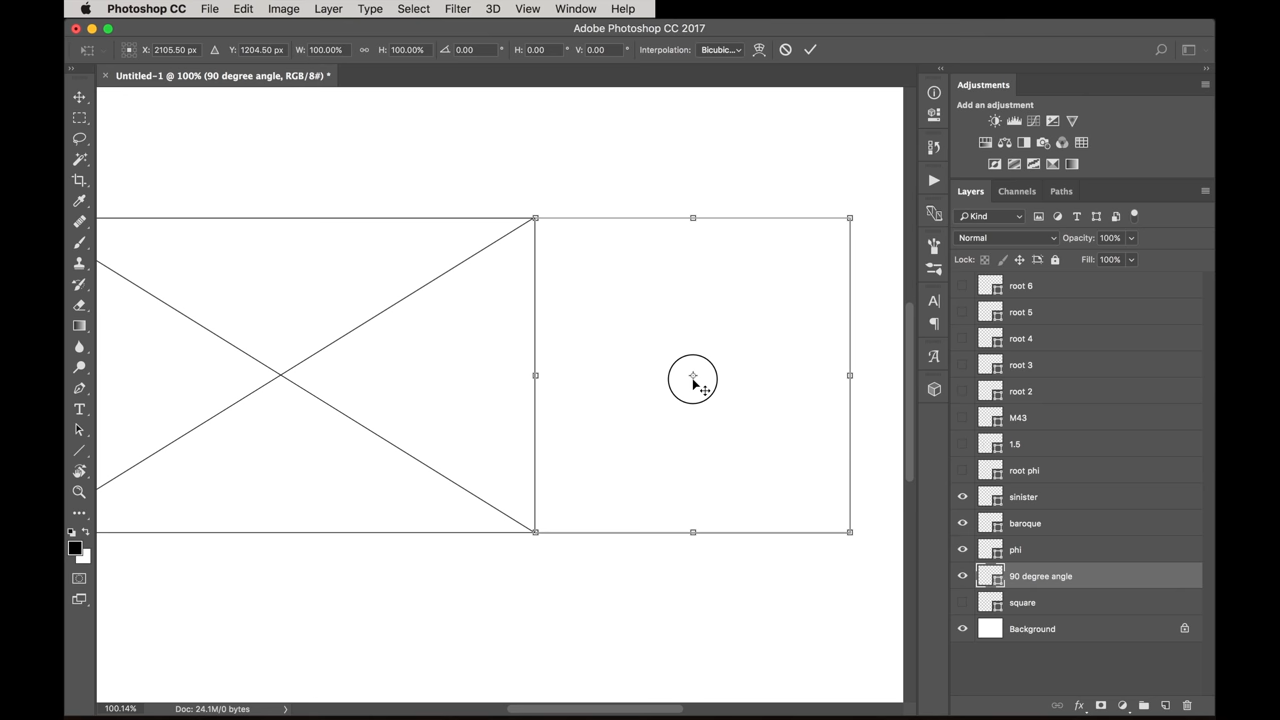 Photoshop CC File Edit Image Layer Type Select Filter 3D View Window Help
Adobe Photoshop CC 2017
X: 2105.50 px Y: 1204.50 px W: 100.00% H: 100.00% 0.00 ° H: 0.00 ° V: 0.00 ° Interpolation: Bicubic...
Untitled-1 @ 100% (90 degree angle, RGB/8#) *
Adjustments
Add an adjustment
Layers Channels Paths
Kind
Normal Opacity: 100%
Lock: Fill: 100%
root 6
root 5
root 4
root 3
root 2
M43
1.5
root phi
sinister
baroque
phi
90 degree angle
square
Background
100.14% Doc: 24.1M/0 bytes